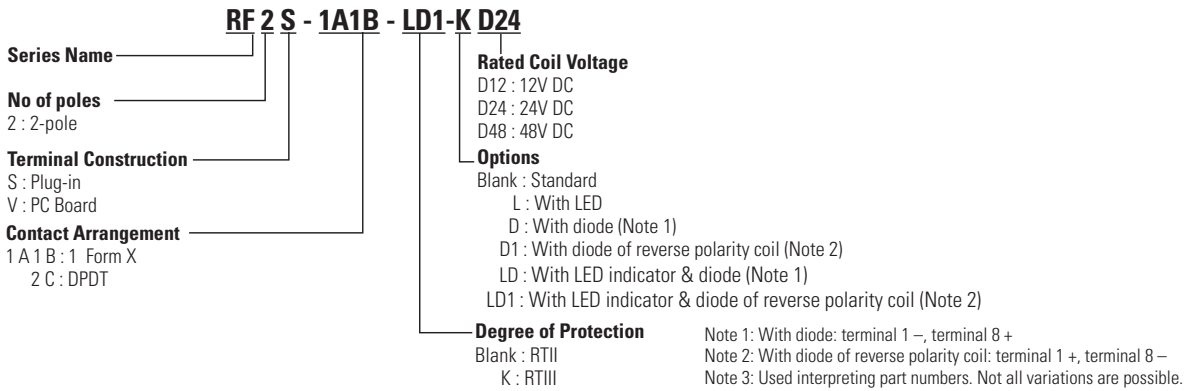 RF 2 S - 1A1B - LD1-K D24
Series Name
No of poles
2 : 2-pole
Terminal Construction
S : Plug-in
V : PC Board
Contact Arrangement
1 A 1 B : 1 Form X
2 C : DPDT
Rated Coil Voltage
D12 : 12V DC
D24 : 24V DC
D48 : 48V DC
Options
Blank : Standard
L : With LED
D : With diode (Note 1)
D1 : With diode of reverse polarity coil (Note 2)
LD : With LED indicator & diode (Note 1)
LD1 : With LED indicator & diode of reverse polarity coil (Note 2)
Degree of Protection
Blank : RTII
K : RTIII
Note 1: With diode: terminal 1 –, terminal 8 +
Note 2: With diode of reverse polarity coil: terminal 1 +, terminal 8 –
Note 3: Used interpreting part numbers. Not all variations are possible.